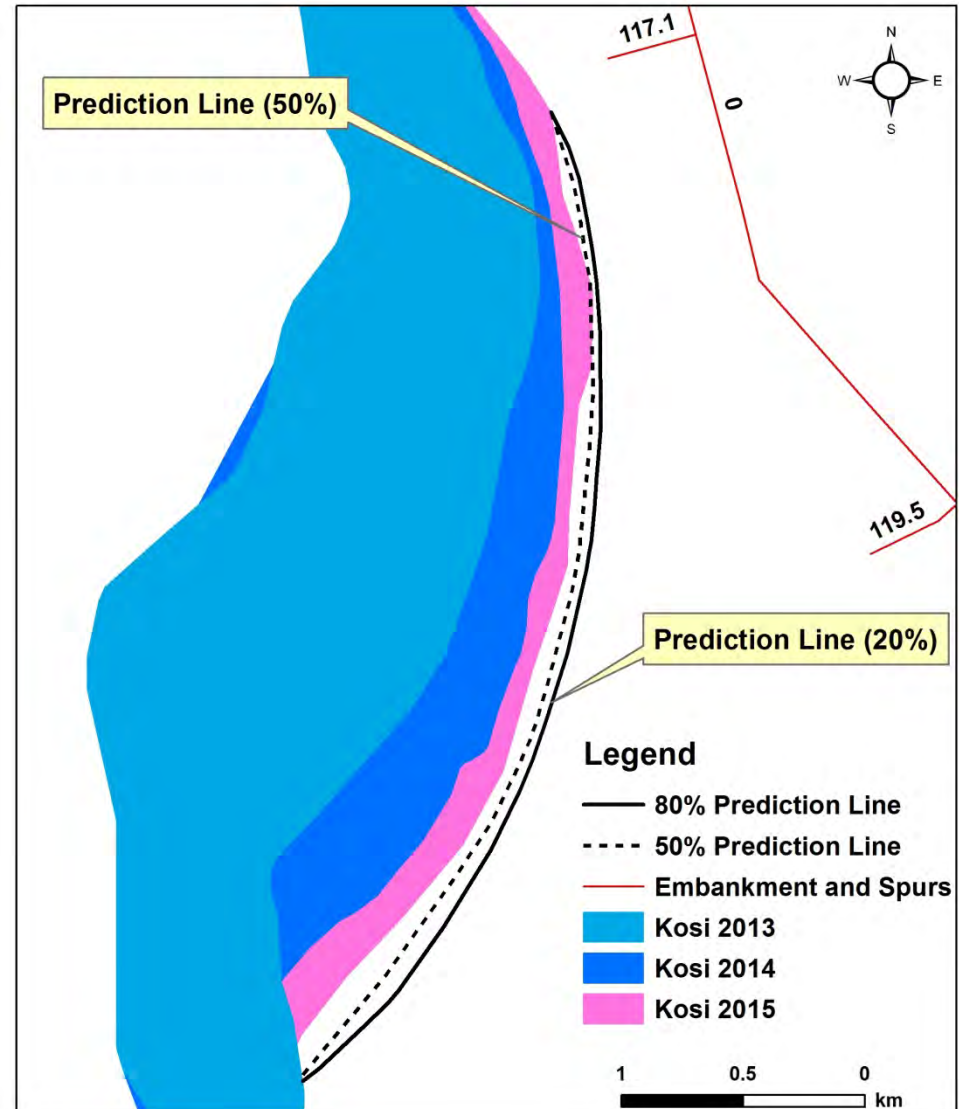 117.1
N
W E
S
Prediction Line (50%)
0
119.5
Prediction Line (20%)
Legend
80% Prediction Line
50% Prediction Line
Embankment and Spurs
Kosi 2013
Kosi 2014
Kosi 2015
1 0.5 0
km